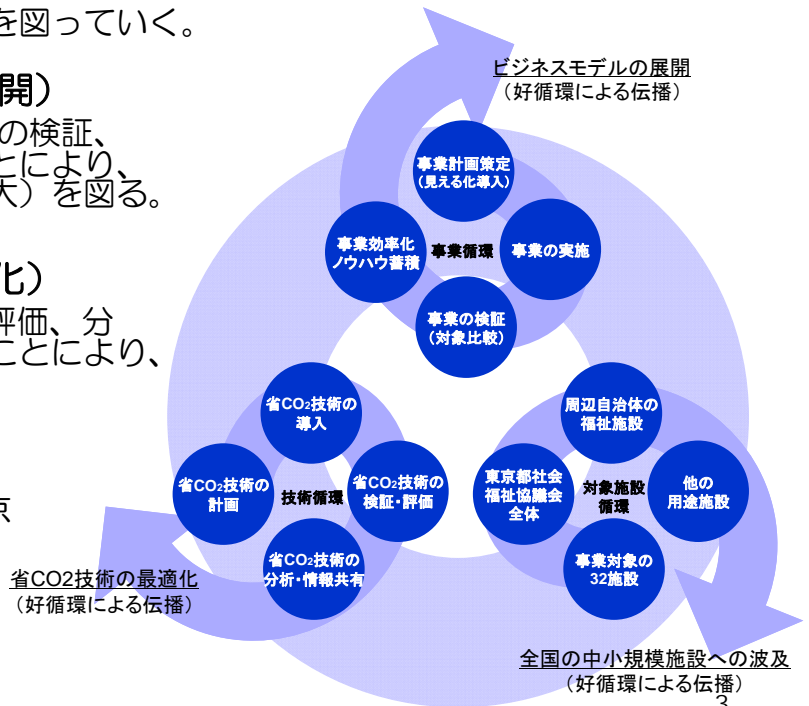 を図っていく。
開）
の検証、
とにより、
大）を図る。
化）
評価、分
ことにより、
ビジネスモデルの展開
（好循環による伝播）
事業計画策定
（見える化導入）
事業効率化
ノウハウ蓄積
事業循環
事業の実施
事業の検証
（対象比較）
省CO2技術の
導入
省CO2技術の
計画
技術循環
省CO2技術の
検証・評価
省CO2技術の
分析・情報共有
省CO2技術の最適化
（好循環による伝播）
周辺自治体の
福祉施設
東京都社会
福祉協議会
全体
対象施設
循環
他の
用途施設
事業対象の
32施設
全国の中小規模施設への波及
（好循環による伝播）
3